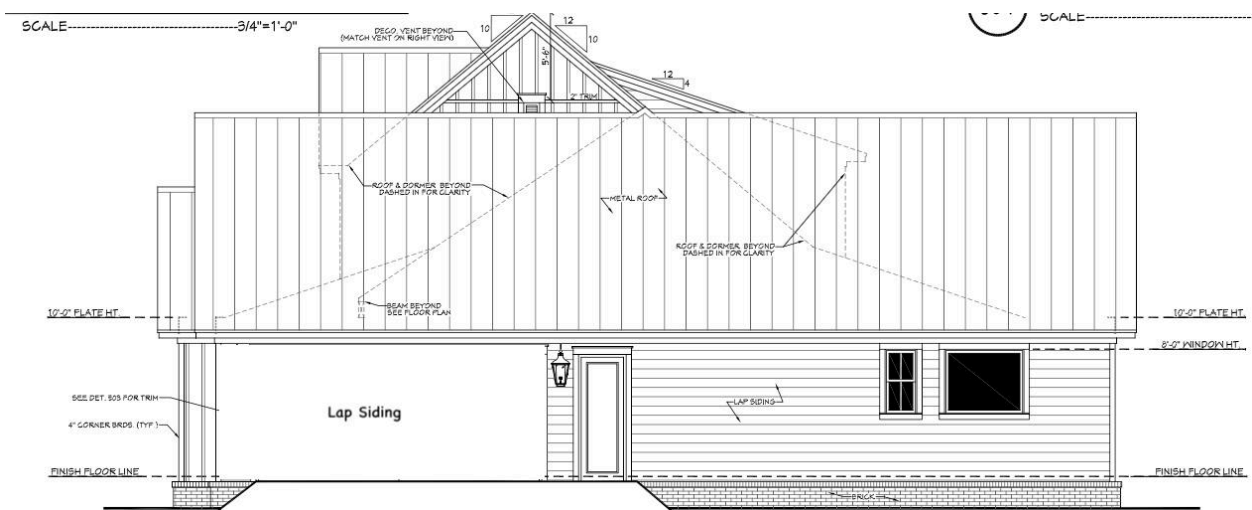 SCALE--------------------------------------3/4"=1'-0"
SCALE
DECO. VENT BEYOND
(MATCH VENT ON RIGHT VIEW)
10
12
10
5'-6"
2" TRIM
12
4
ROOF & DORMER BEYOND
DASHED IN FOR CLARITY
METAL ROOF
ROOF & DORMER BEYOND
DASHED IN FOR CLARITY
BEAM BEYOND
SEE FLOOR PLAN
10'-0" PLATE HT.
10'-0" PLATE HT.
8'-0" WINDOW HT.
SEE DET. 303 FOR TRIM
4" CORNER BRDS. (TYP.)
Lap Siding
LAP SIDING
FINISH FLOOR LINE
FINISH FLOOR LINE
BRICK